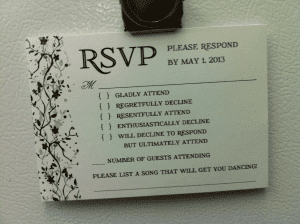 RSVP PLEASE RESPOND
BY MAY 1, 2013
M
( ) GLADLY ATTEND
( ) REGRETFULLY DECLINE
( ) RESENTFULLY ATTEND
( ) ENTHUSIASTICALLY DECLINE
( ) WILL DECLINE TO RESPOND
BUT ULTIMATELY ATTEND
____NUMBER OF GUESTS ATTENDING
PLEASE LIST A SONG THAT WILL GET YOU DANCING!